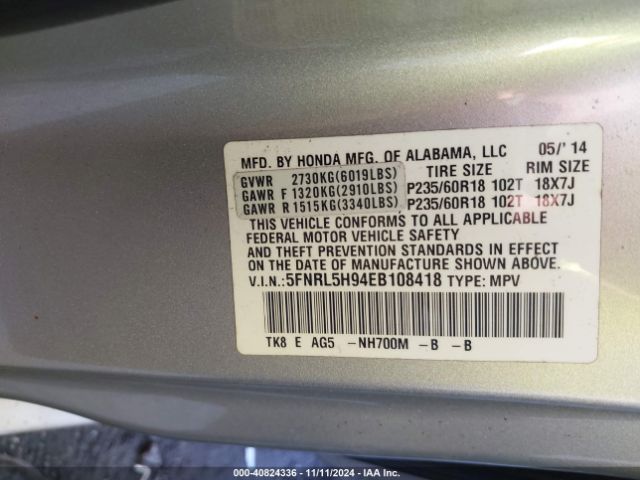 MFD. BY HONDA MFG. OF ALABAMA, LLC 05/'14
GVWR 2730KG(6019LBS) TIRE SIZE RIM SIZE
GAWR F 1320KG(2910LBS) P235/60R18 102T 18X7J
GAWR R 1515KG(3340LBS) P235/60R18 102T 18X7J
THIS VEHICLE CONFORMS TO ALL APPLICABLE
FEDERAL MOTOR VEHICLE SAFETY
AND THEFT PREVENTION STANDARDS IN EFFECT
ON THE DATE OF MANUFACTURE SHOWN ABOVE.
V.I.N.:5FNRL5H94EB108418 TYPE: MPV
TK8 E AG5 -NH700M -B -B
000-40824336 - 11/11/2024 - IAA Inc.